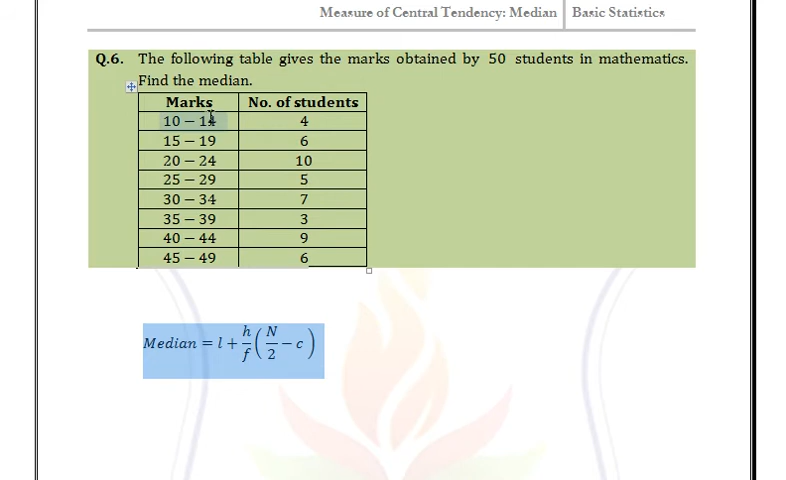 Measure of Central Tendency: Median Basic Statistics
Q.6. The following table gives the marks obtained by 50 students in mathematics.
Find the median.
Marks No. of students
10 – 14 4
15 – 19 6
20 – 24 10
25 – 29 5
30 – 34 7
35 – 39 3
40 – 44 9
45 – 49 6
Median = l + h/f (N/2 − c)